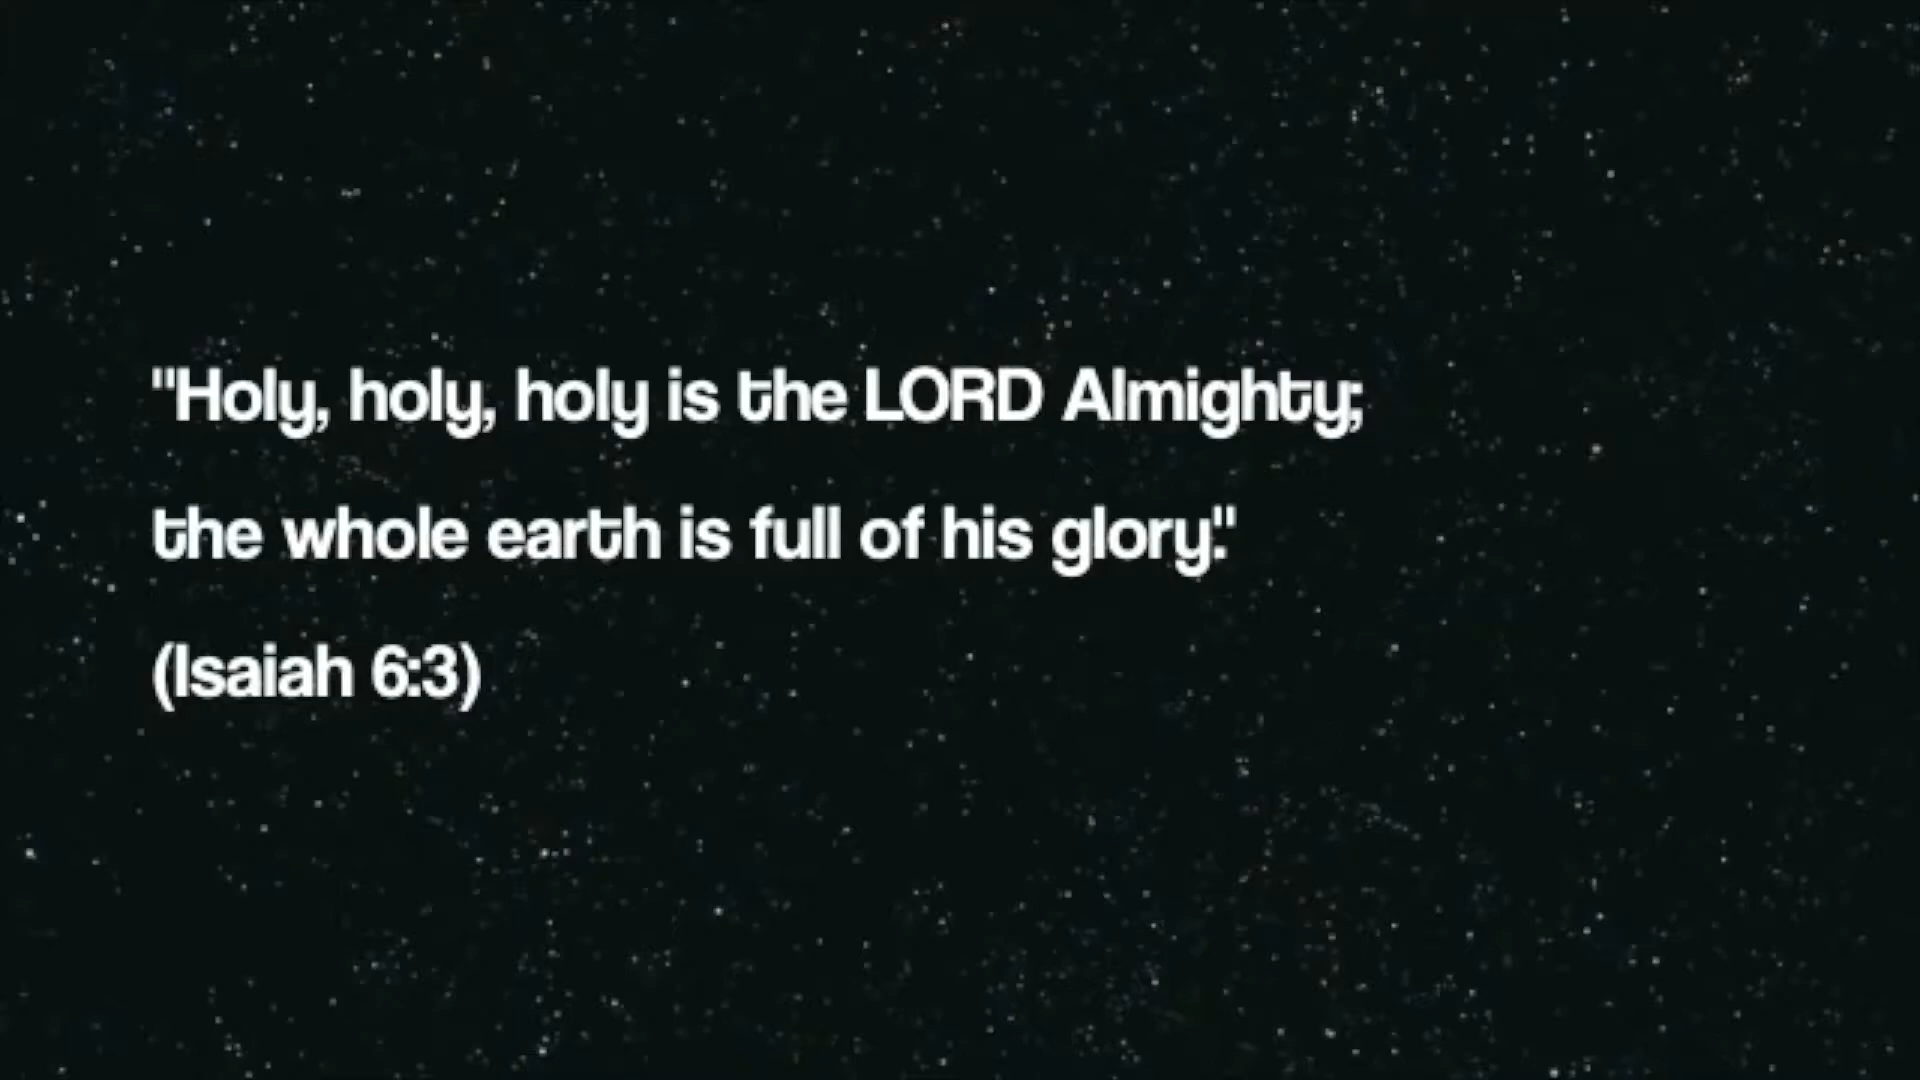 "Holy, holy, holy is the LORD Almighty;
the whole earth is full of his glory."
(Isaiah 6:3)